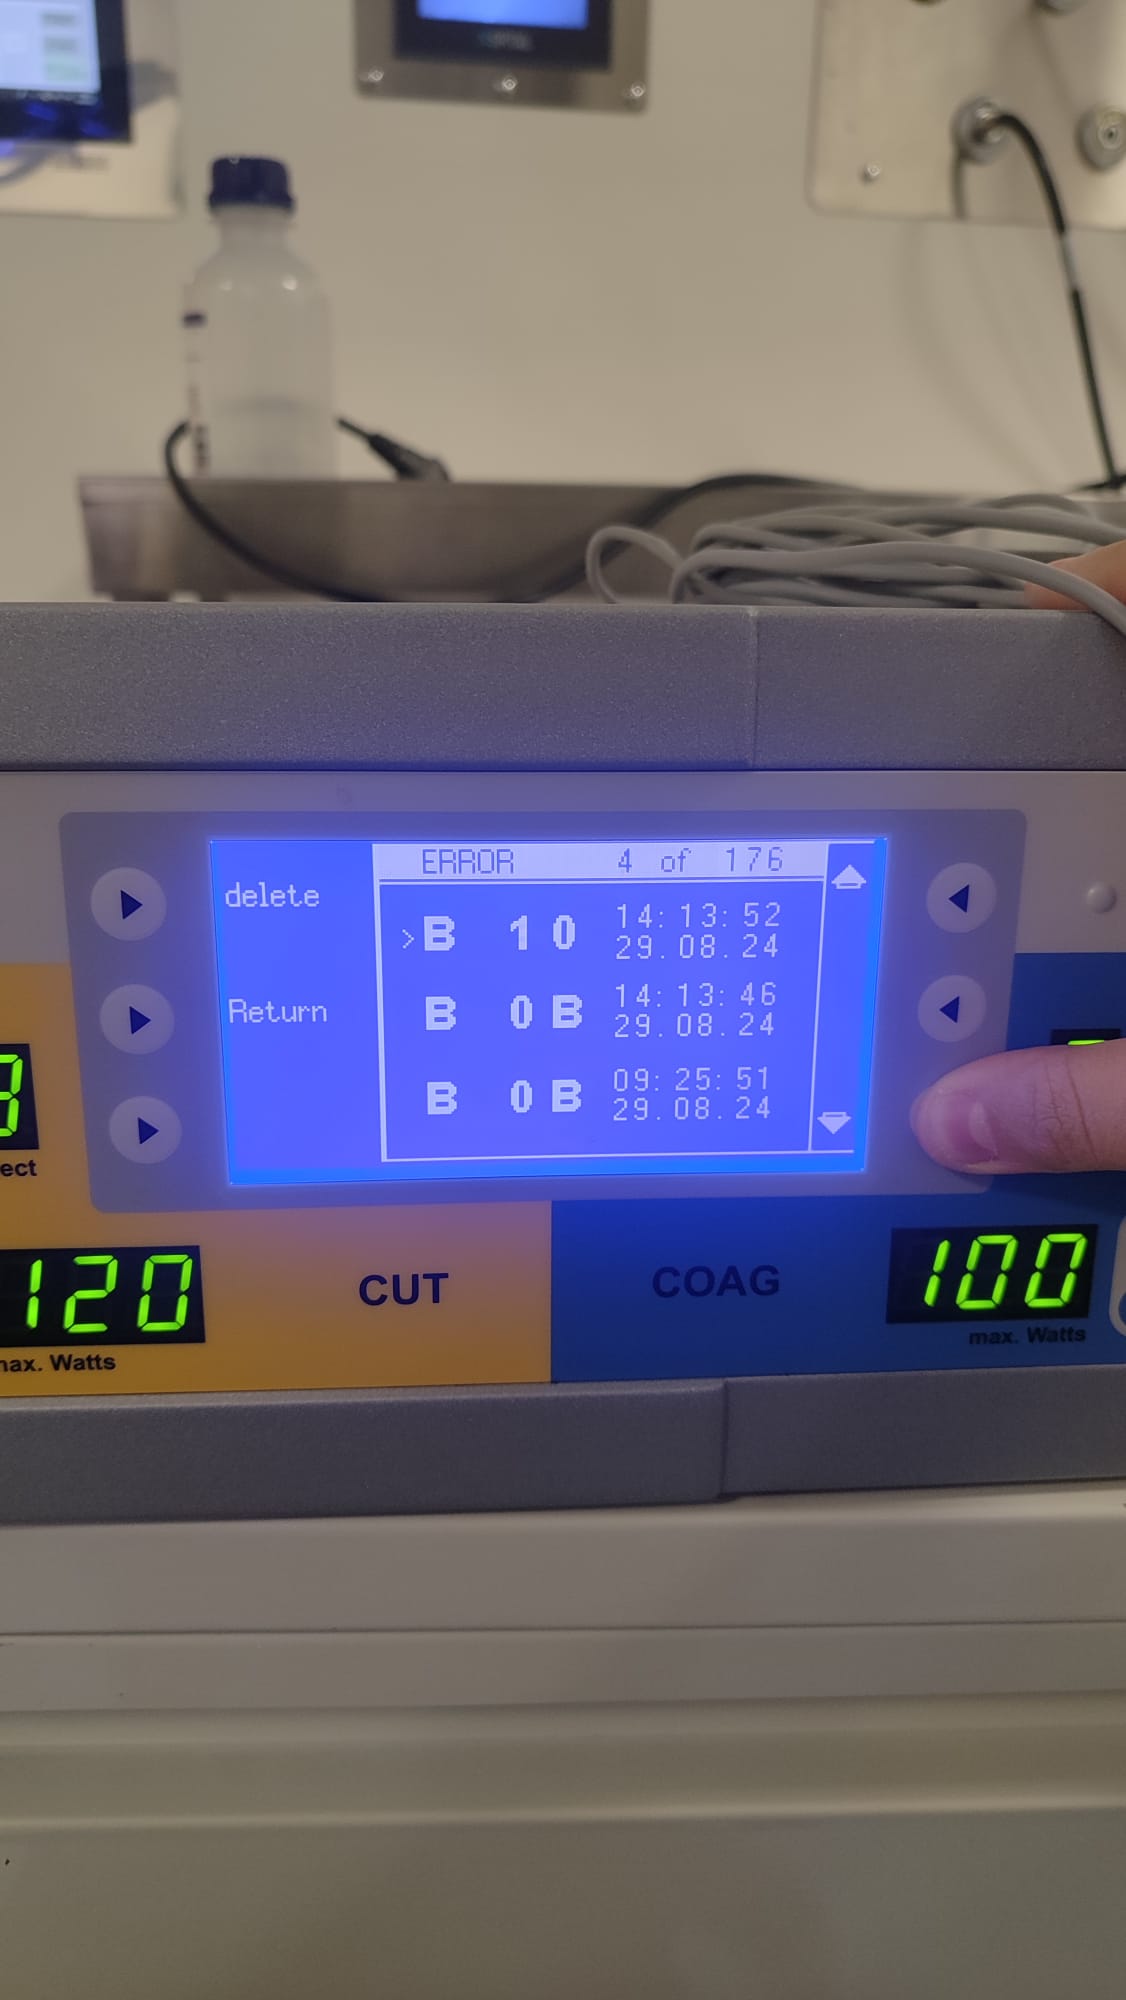 ERROR 4 of 176
delete
> B 10 14:13:52
29.08.24
Return
B 0B 14:13:46
29.08.24
B 0B 09:25:51
29.08.24
ect
120
CUT
COAG
100
max. Watts
max. Watts